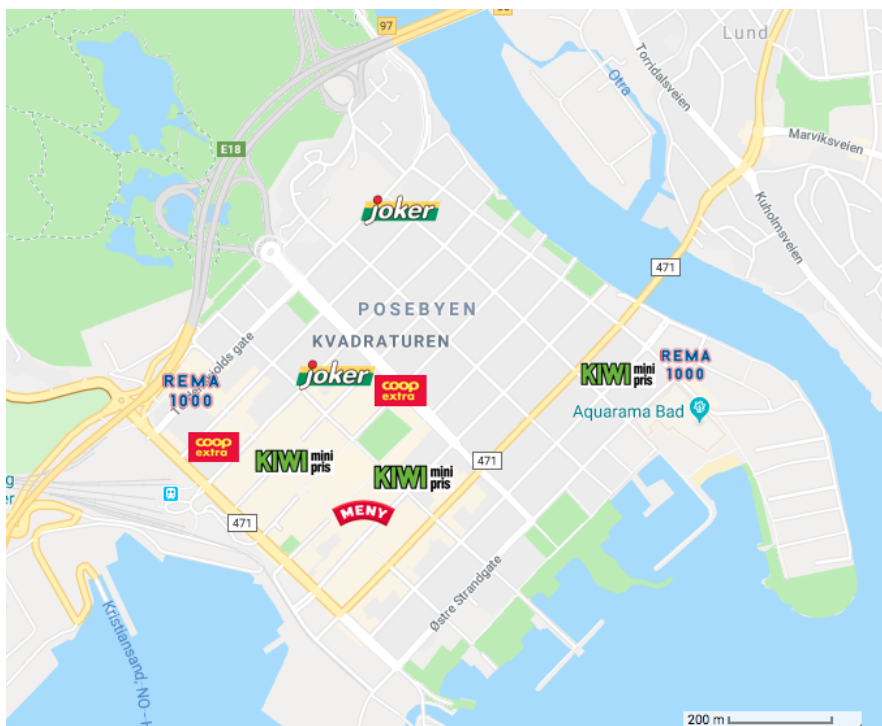 97
Lund
Torridalsveien
Otra
Marviksveien
E18
Kuholmsveien
joker
471
POSEBYEN
KVADRATUREN
REMA
1000
joker
coop
extra
KIWI mini
pris
REMA
1000
Aquarama Bad
coop
extra
KIWI mini
pris
KIWI mini
pris
471
MENY
471
Østre Strandgate
Kristiansand, NO - H
200 m